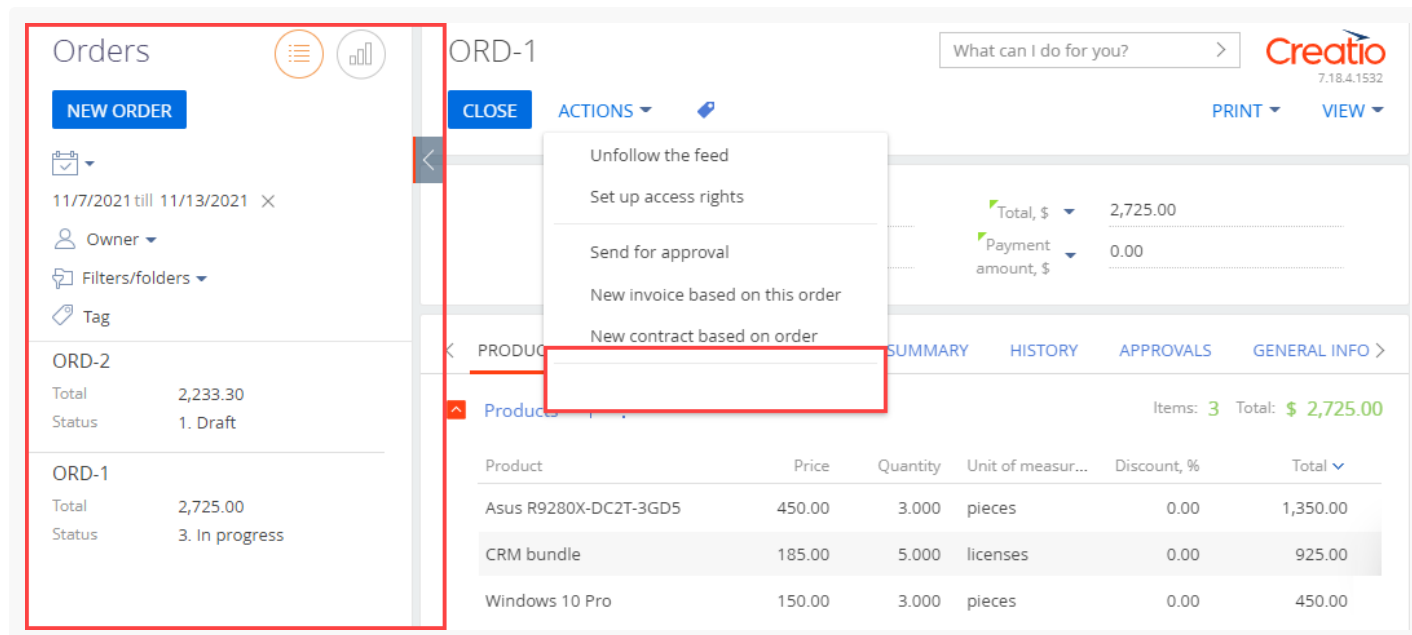 Orders
NEW ORDER
11/7/2021 till 11/13/2021
Owner
Filters/folders
Tag
ORD-2
Total 2,233.30
Status 1. Draft
ORD-1
Total 2,725.00
Status 3. In progress
ORD-1
What can I do for you?
Creatio
7.18.4.1532
CLOSE ACTIONS PRINT VIEW
Unfollow the feed
Set up access rights
Send for approval
New invoice based on this order
New contract based on order
Total, $ 2,725.00
Payment amount, $ 0.00
PRODUC SUMMARY HISTORY APPROVALS GENERAL INFO
Products Items: 3 Total: $ 2,725.00
Product Price Quantity Unit of measur... Discount, % Total
Asus R9280X-DC2T-3GD5 450.00 3.000 pieces 0.00 1,350.00
CRM bundle 185.00 5.000 licenses 0.00 925.00
Windows 10 Pro 150.00 3.000 pieces 0.00 450.00